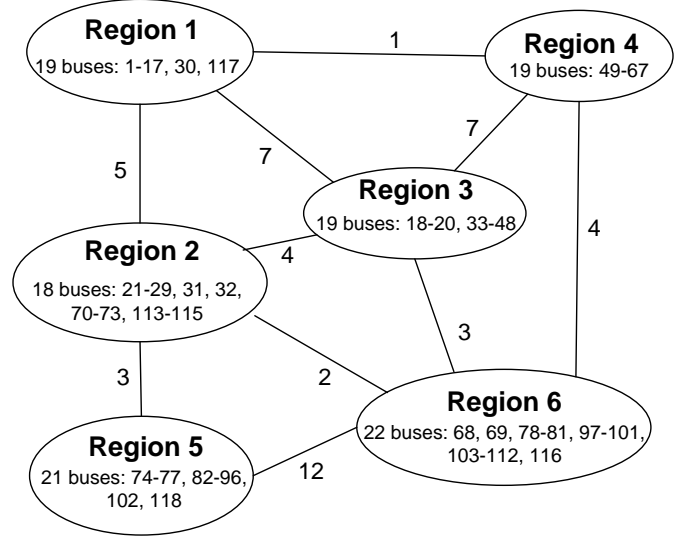 Region 1
19 buses: 1-17, 30, 117
1
Region 4
19 buses: 49-67
5
7
7
Region 3
19 buses: 18-20, 33-48
4
4
Region 2
18 buses: 21-29, 31, 32,
70-73, 113-115
3
3
2
Region 6
22 buses: 68, 69, 78-81, 97-101,
103-112, 116
Region 5
21 buses: 74-77, 82-96,
102, 118
12